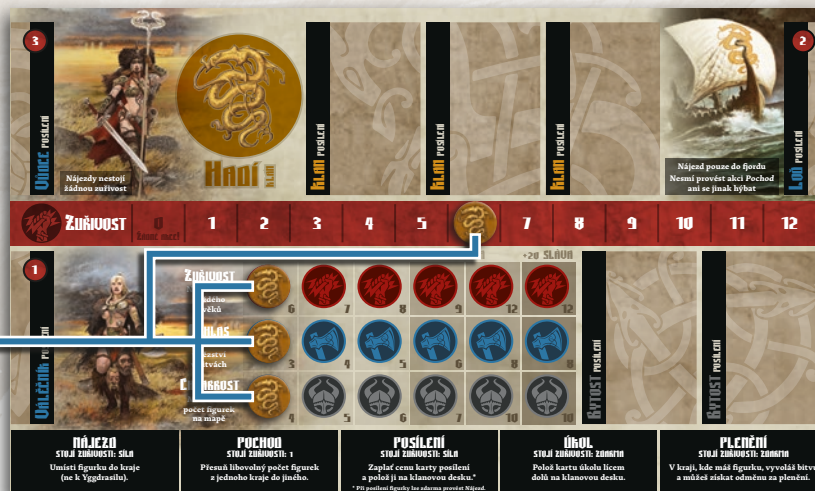 3
VŮDCE POSÍLENÍ
Nájezdy nestojí
žádnou zuřivost
HADÍ
KLAN
KLAN POSÍLENÍ
KLAN POSÍLENÍ
KLAN POSÍLENÍ
2
LOĎ POSÍLENÍ
Nájezd pouze do fjordu
Nesmí provést akci Pochod
ani se jinak hýbat
ŽUŘIVOST 0 1 2 3 4 5 7 8 9 10 11 12
1
VÁLEČNÍK POSÍLENÍ
ŽUŘIVOST
+20 SLÁVA
věků
6 7 8 9 12 12
3 4 5 6 8 8
počet figurek
na mapě
4 5 6 7 10 10
BYTOST POSÍLENÍ
BYTOST POSÍLENÍ
NÁJEZD
STOJÍ ZUŘIVOSTI: SÍLA
Umísti figurku do kraje
(ne k Yggdrasilu).
POCHOD
STOJÍ ZUŘIVOSTI: 1
Přesuň libovolný počet figurek
z jednoho kraje do jiného.
POSÍLENÍ
STOJÍ ZUŘIVOSTI: SÍLA
Zaplať cenu karty posílení
a polož ji na klanovou desku.*
* Při posílení figurky lze zdarma provést Nájezd.
ÚKOL
STOJÍ ZUŘIVOSTI: ZDARMA
Polož kartu úkolu lícem
dolů na klanovou desku.
PLENĚNÍ
STOJÍ ZUŘIVOSTI: ZDARMA
V kraji, kde máš figurku, vyvoláš bitvu
a můžeš získat odměnu za plenění.